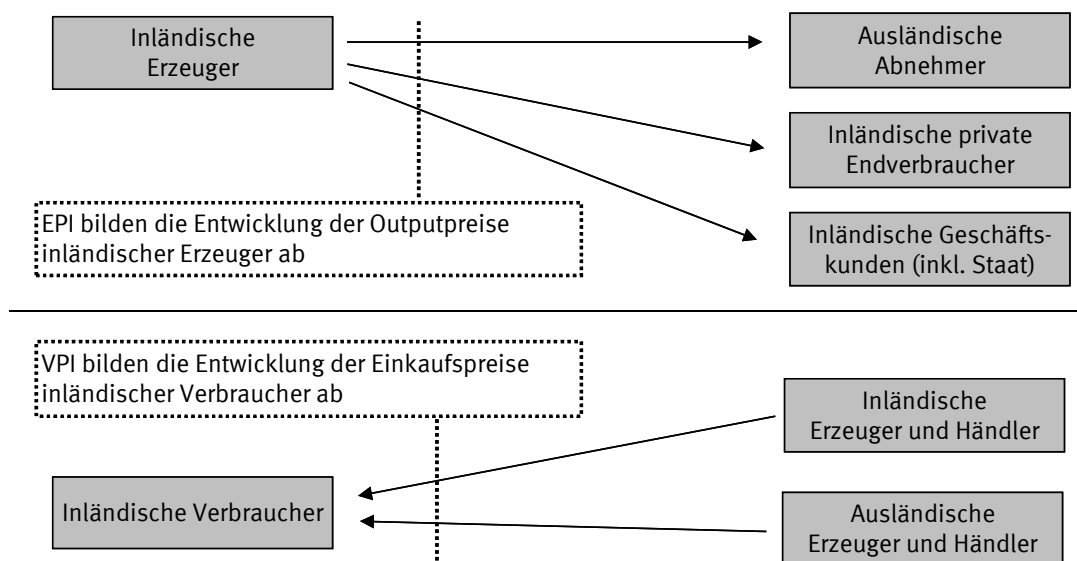 Inländische
Erzeuger
Ausländische
Abnehmer
Inländische private
Endverbraucher
EPI bilden die Entwicklung der Outputpreise
inländischer Erzeuger ab
Inländische Geschäfts-
kunden (inkl. Staat)
VPI bilden die Entwicklung der Einkaufspreise
inländischer Verbraucher ab
Inländische
Erzeuger und Händler
Inländische Verbraucher
Ausländische
Erzeuger und Händler